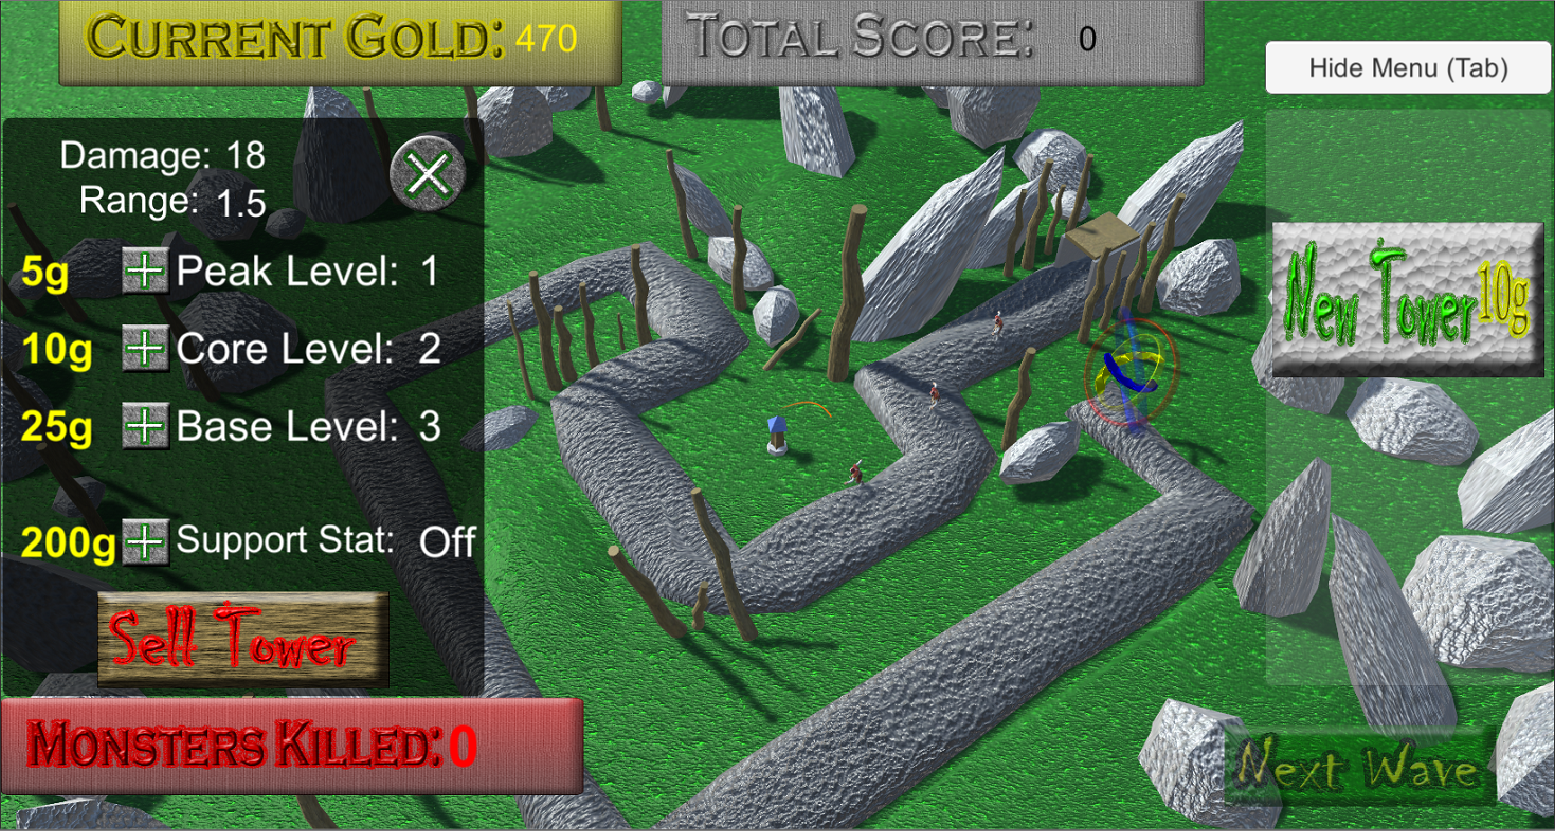 CURRENT GOLD: 470
TOTAL SCORE: 0
Hide Menu (Tab)
Damage: 18
Range: 1.5
5g Peak Level: 1
10g Core Level: 2
25g Base Level: 3
200g Support Stat: Off
Sell Tower
New Tower 10g
MONSTERS KILLED: 0
Next Wave